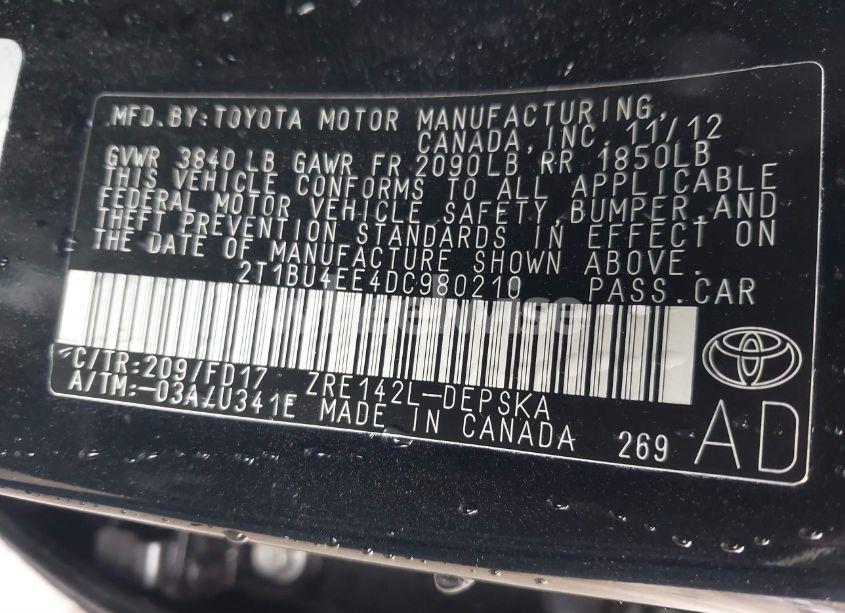 MFD.BY:TOYOTA MOTOR MANUFACTURING,
CANADA,INC. 11/12
GVWR 3840 LB GAWR FR 2090LB RR 1850LB
THIS VEHICLE CONFORMS TO ALL APPLICABLE
FEDERAL MOTOR VEHICLE SAFETY,BUMPER,AND
THEFT PREVENTION STANDARDS IN EFFECT ON
THE DATE OF MANUFACTURE SHOWN ABOVE.
2T1BU4EE4DC980210 PASS.CAR
C/TR:209/FD17 ZRE142L-DEPSKA
A/TM:-03A/U341E MADE IN CANADA 269
AD